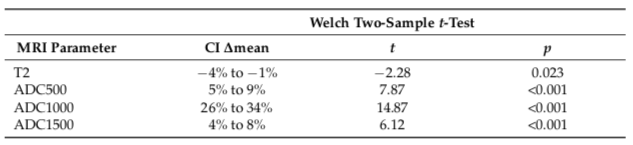 Welch Two-Sample t-Test
MRI Parameter CI Δmean t p
T2 −4% to −1% −2.28 0.023
ADC500 5% to 9% 7.87 <0.001
ADC1000 26% to 34% 14.87 <0.001
ADC1500 4% to 8% 6.12 <0.001